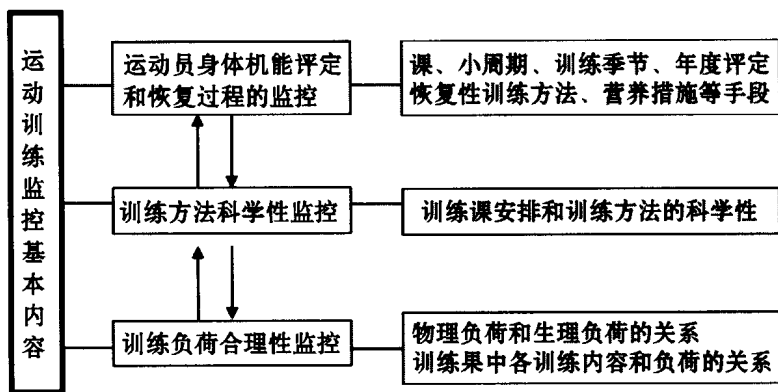 运动训练监控基本内容
运动员身体机能评定
和恢复过程的监控
课、小周期、训练季节、年度评定
恢复性训练方法、营养措施等手段
训练方法科学性监控
训练课安排和训练方法的科学性
训练负荷合理性监控
物理负荷和生理负荷的关系
训练果中各训练内容和负荷的关系